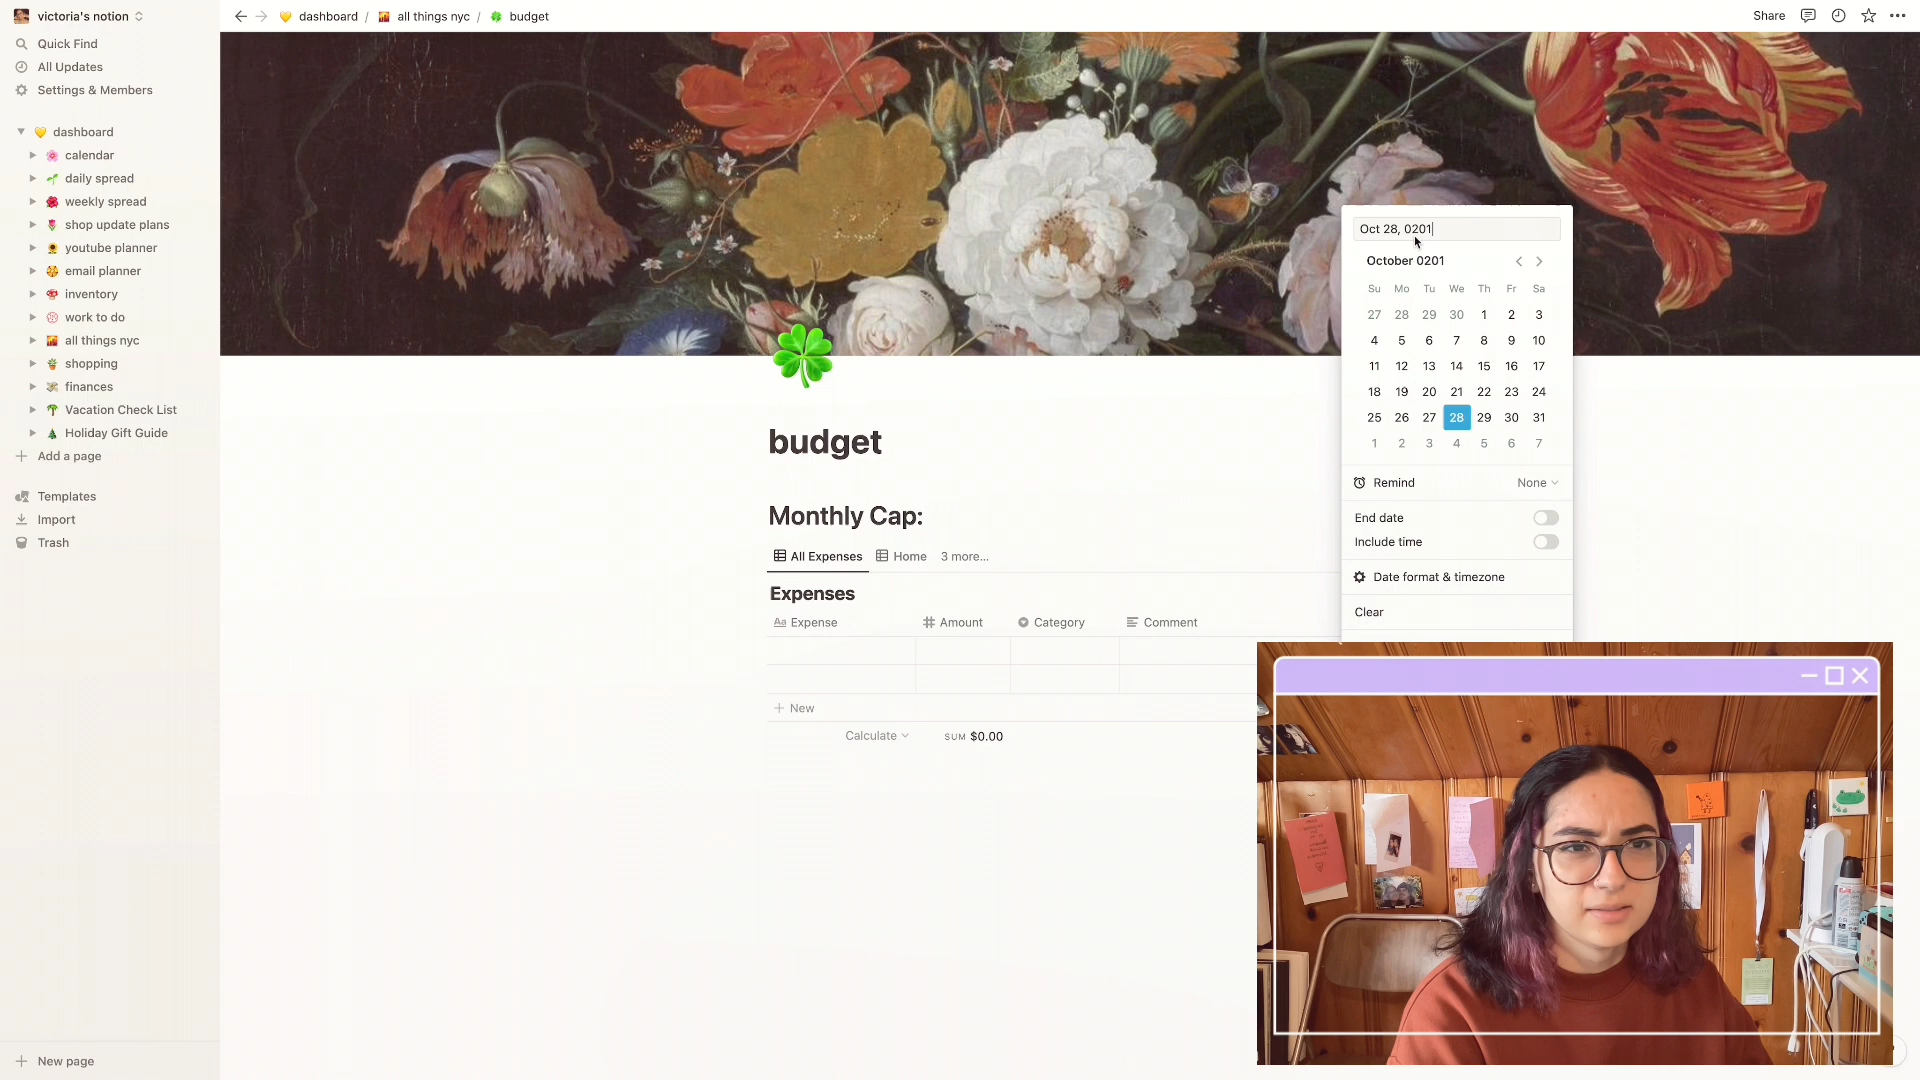 victoria's notion
Quick Find
All Updates
Settings & Members
dashboard
calendar
daily spread
weekly spread
shop update plans
youtube planner
email planner
inventory
work to do
all things nyc
shopping
finances
Vacation Check List
Holiday Gift Guide
Add a page
Templates
Import
Trash
New page
dashboard / all things nyc / budget
Share
budget
Monthly Cap:
All Expenses Home 3 more...
Expenses
Aa Expense Amount Category Comment
New
Calculate SUM $0.00
Oct 28, 0201
October 0201
Su Mo Tu We Th Fr Sa
27 28 29 30 1 2 3
4 5 6 7 8 9 10
11 12 13 14 15 16 17
18 19 20 21 22 23 24
25 26 27 28 29 30 31
1 2 3 4 5 6 7
Remind None
End date
Include time
Date format & timezone
Clear